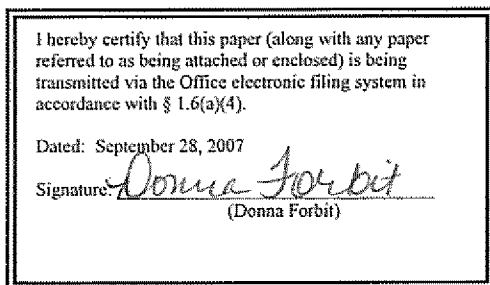 I hereby certify that this paper (along with any paper
referred to as being attached or enclosed) is being
transmitted via the Office electronic filing system in
accordance with § 1.6(a)(4).
Dated: September 28, 2007
Signature: Donna Forbit
(Donna Forbit)